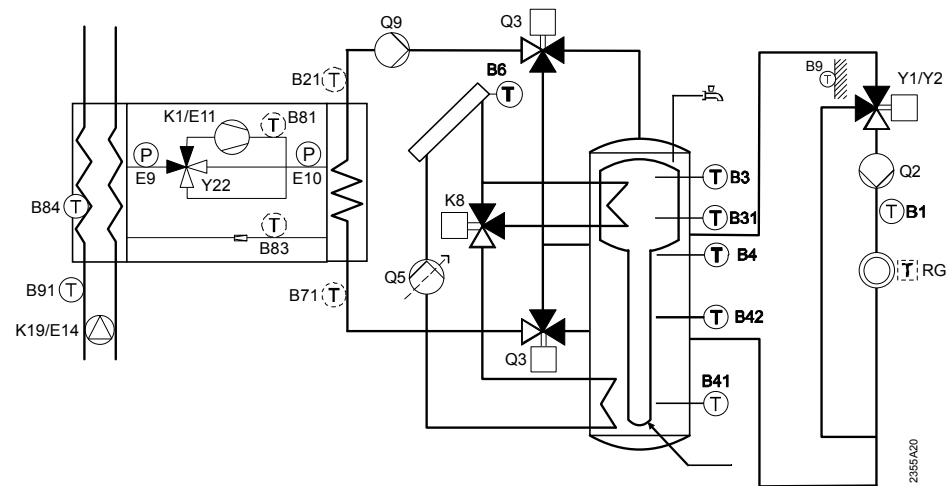 Q9
Q3
B9
T
Y1/Y2
B6
T
B21
T
K1/E11
T
B81
P
P
E9
Y22
E10
T
B3
Q2
B84
T
K8
T
B31
T
B1
T
B83
T
B4
Q5
T
RG
B91
T
B71
T
T
B42
K19/E14
Q3
B41
T
2355A20